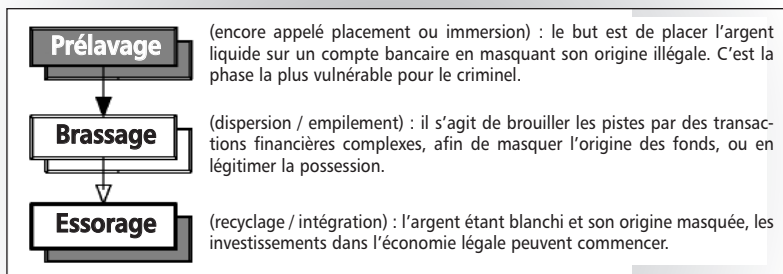 Prélavage
(encore appelé placement ou immersion) : le but est de placer l'argent
liquide sur un compte bancaire en masquant son origine illégale. C'est la
phase la plus vulnérable pour le criminel.
Brassage
(dispersion / empilement) : il s'agit de brouiller les pistes par des transac-
tions financières complexes, afin de masquer l'origine des fonds, ou en
légitimer la possession.
Essorage
(recyclage / intégration) : l'argent étant blanchi et son origine masquée, les
investissements dans l'économie légale peuvent commencer.